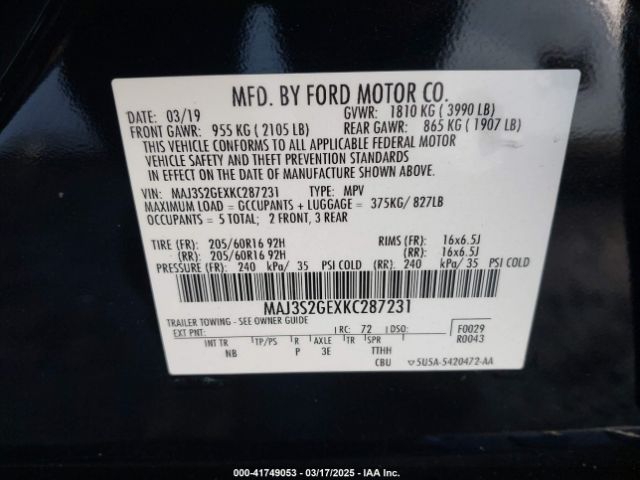 MFD. BY FORD MOTOR CO.
DATE: 03/19 GVWR: 1810 KG ( 3990 LB)
FRONT GAWR: 955 KG ( 2105 LB) REAR GAWR: 865 KG ( 1907 LB)
THIS VEHICLE CONFORMS TO ALL APPLICABLE FEDERAL MOTOR
VEHICLE SAFETY AND THEFT PREVENTION STANDARDS
IN EFFECT ON THE DATE OF MANUFACTURE SHOWN ABOVE.
VIN: MAJ3S2GEXKC287231 TYPE: MPV
MAXIMUM LOAD = OCCUPANTS + LUGGAGE = 375KG/ 827LB
OCCUPANTS = 5 TOTAL; 2 FRONT, 3 REAR
TIRE (FR): 205/60R16 92H RIMS (FR): 16x6.5J
(RR): 205/60R16 92H (RR): 16x6.5J
PRESSURE (FR): 240 kPa/ 35 PSI COLD (RR): 240 kPa/ 35 PSI COLD
MAJ3S2GEXKC287231
TRAILER TOWING - SEE OWNER GUIDE
EXT PNT: RC: 72 DSO: F0029
R0043
INT TR TP/PS R AXLE TR SPR
NB P 3E TTHH
CBU 5U5A-5420472-AA
000-41749053 - 03/17/2025 - IAA Inc.